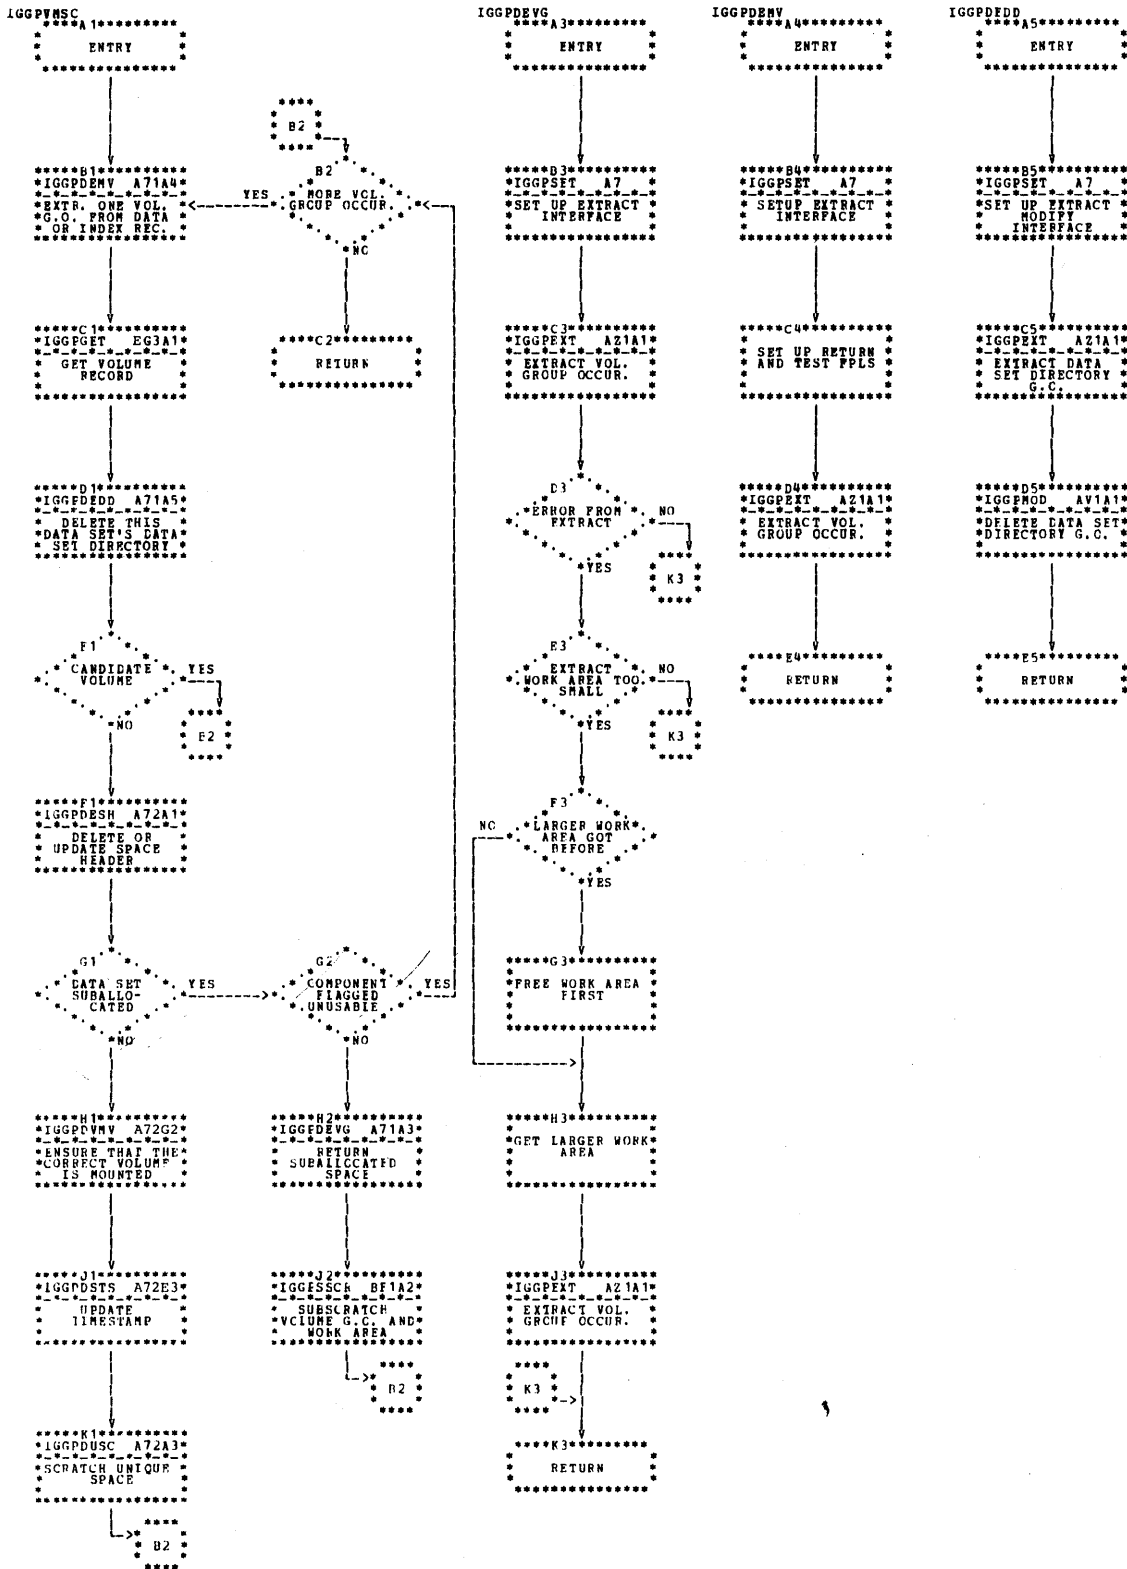 IGGPVMSC
A1
ENTRY
B2
B1
IGGPDEMV A71A4
EXTR. ONE VOL.
G.O. FROM DATA
OR INDEX REC.
B2
MORE VOL.
GROUP OCCUR.
YES
NO
C1
IGGPGET EG3A1
GET VOLUME
RECORD
C2
RETURN
D1
IGGPDEDD A71A5
DELETE THIS
DATA SET'S DATA
SET DIRECTORY
E1
CANDIDATE
VOLUME
YES
B2
NO
F1
IGGPDESH A72A1
DELETE OR
UPDATE SPACE
HEADER
G1
DATA SET
SUBALLO-
CATED
YES
NO
G2
COMPONENT
FLAGGED
UNUSABLE
YES
NO
H1
IGGPDVMV A72G2
ENSURE THAT THE
CORRECT VOLUME
IS MOUNTED
H2
IGGPDEVG A71A3
RETURN
SUBALLOCATED
SPACE
J1
IGGPDSTS A72E3
UPDATE
TIMESTAMP
J2
IGGPSSCR BF1A2
SUBSCRATCH
VOLUME G.O. AND
WORK AREA
B2
K1
IGGPDUSC A72A3
SCRATCH UNIQUE
SPACE
B2
IGGPDEVG
A3
ENTRY
B3
IGGPSET A7
SET UP EXTRACT
INTERFACE
C3
IGGPEXT AZ1A1
EXTRACT VOL.
GROUP OCCUR.
D3
ERROR FROM
EXTRACT
NO
K3
YES
E3
EXTRACT
WORK AREA TOO
SMALL
NO
K3
YES
F3
LARGER WORK
AREA GOT
BEFORE
NO
YES
G3
FREE WORK AREA
FIRST
H3
GET LARGER WORK
AREA
J3
IGGPEXT AZ1A1
EXTRACT VOL.
GROUP OCCUR.
K3
K3
RETURN
IGGPDEMV
A4
ENTRY
B4
IGGPSET A7
SETUP EXTRACT
INTERFACE
C4
SET UP RETURN
AND TEST FPLS
D4
IGGPEXT AZ1A1
EXTRACT VOL.
GROUP OCCUR.
E4
RETURN
IGGPDEDD
A5
ENTRY
B5
IGGPSET A7
SET UP EXTRACT
MODIFY
INTERFACE
C5
IGGPEXT AZ1A1
EXTRACT DATA
SET DIRECTORY
G.O.
D5
IGGPMOD AV1A1
DELETE DATA SET
DIRECTORY G.O.
E5
RETURN